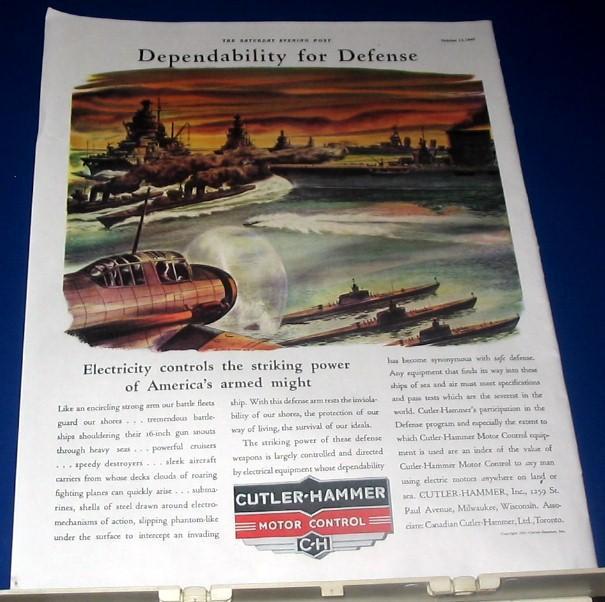 THE SATURDAY EVENING POST
October 11, 1941
Dependability for Defense
Electricity controls the striking power
of America's armed might
Like an encircling strong arm our battle fleets
guard our shores . . . tremendous battle-
ships shouldering their 16-inch gun snouts
through heavy seas . . . powerful cruisers
. . . speedy destroyers . . . sleek aircraft
carriers from whose decks clouds of roaring
fighting planes can quickly arise . . . subma-
rines, shells of steel drawn around electro-
mechanisms of action, slipping phantom-like
under the surface to intercept an invading
ship. With this defense arm rests the inviola-
bility of our shores, the protection of our
way of living, the survival of our ideals.
The striking power of these defense
weapons is largely controlled and directed
by electrical equipment whose dependability
has become synonymous with safe defense.
Any equipment that finds its way into these
ships of sea and air must meet specifications
and pass tests which are the severest in the
world. Cutler-Hammer's participation in the
Defense program and especially the extent to
which Cutler-Hammer Motor Control equip-
ment is used are an index of the value of
Cutler-Hammer Motor Control to any man
using electric motors anywhere on land or
sea. CUTLER-HAMMER, Inc., 1259 St.
Paul Avenue, Milwaukee, Wisconsin. Asso-
ciate: Canadian Cutler-Hammer, Ltd., Toronto.
CUTLER-HAMMER
MOTOR CONTROL
C-H